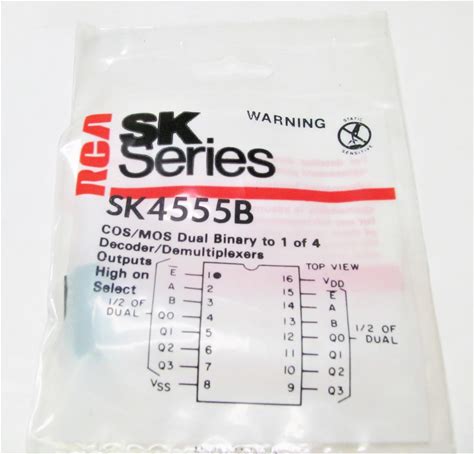 RCA
SK
Series
WARNING
STATIC
SENSITIVE
SK4555B
COS/MOS Dual Binary to 1 of 4
Decoder/Demultiplexers
Outputs
High on
Select
TOP VIEW
1/2 OF
DUAL
E 1 16 VDD
A 2 15 E
B 3 14 A
Q0 4 13 B
Q1 5 12 Q0
Q2 6 11 Q1
Q3 7 10 Q2
VSS 8 9 Q3
1/2 OF
DUAL